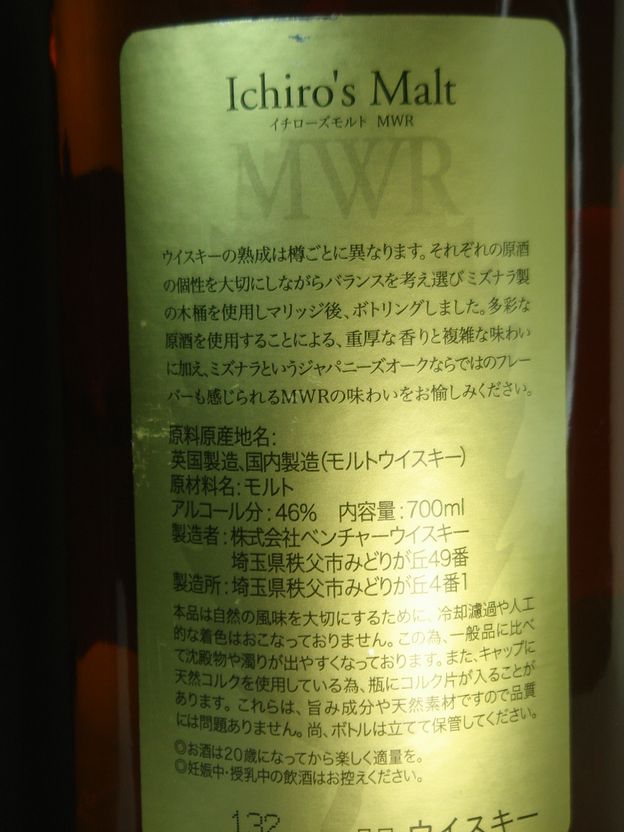 Ichiro's Malt
イチローズモルト MWR
MWR
ウイスキーの熟成は樽ごとに異なります。それぞれの原酒
の個性を大切にしながらバランスを考え選びミズナラ製
の木桶を使用しマリッジ後、ボトリングしました。多彩な
原酒を使用することによる、重厚な香りと複雑な味わい
に加え、ミズナラというジャパニーズオークならではのフレー
バーも感じられるMWRの味わいをお愉しみください。
原料原産地名:
英国製造、国内製造(モルトウイスキー)
原材料名:モルト
アルコール分:46% 内容量:700ml
製造者:株式会社ベンチャーウイスキー
埼玉県秩父市みどりが丘49番
製造所:埼玉県秩父市みどりが丘4番1
本品は自然の風味を大切にするために、冷却濾過や人工
的な着色はおこなっておりません。この為、一般品に比べ
て沈殿物や濁りが出やすくなっております。また、キャップに
天然コルクを使用している為、瓶にコルク片が入ることが
あります。これらは、旨み成分や天然素材ですので品質
には問題ありません。尚、ボトルは立てて保管してください。
◎お酒は20歳になってから楽しく適量を。
◎妊娠中・授乳中の飲酒はお控えください。
132
ウイスキー